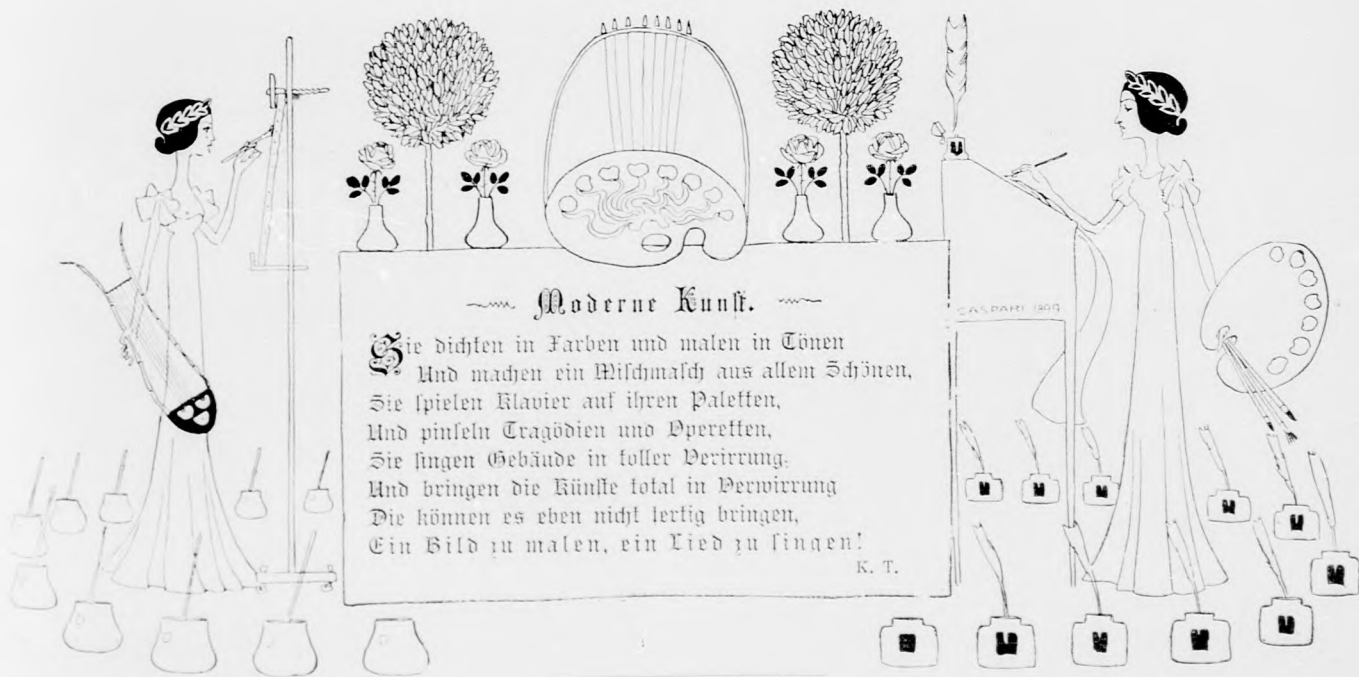 Moderne Kunſt.
Sie dichten in Farben und malen in Tönen
Und machen ein Miſchmaſch aus allem Schönen,
Sie ſpielen Klavier auf ihren Paletten,
Und pinſeln Tragödien und Operetten,
Sie ſingen Gebäude in toller Verirrung,
Und bringen die Künſte total in Verwirrung
Die können es eben nicht fertig bringen,
Ein Bild zu malen, ein Lied zu ſingen!
K. T.
CASPARI 1899